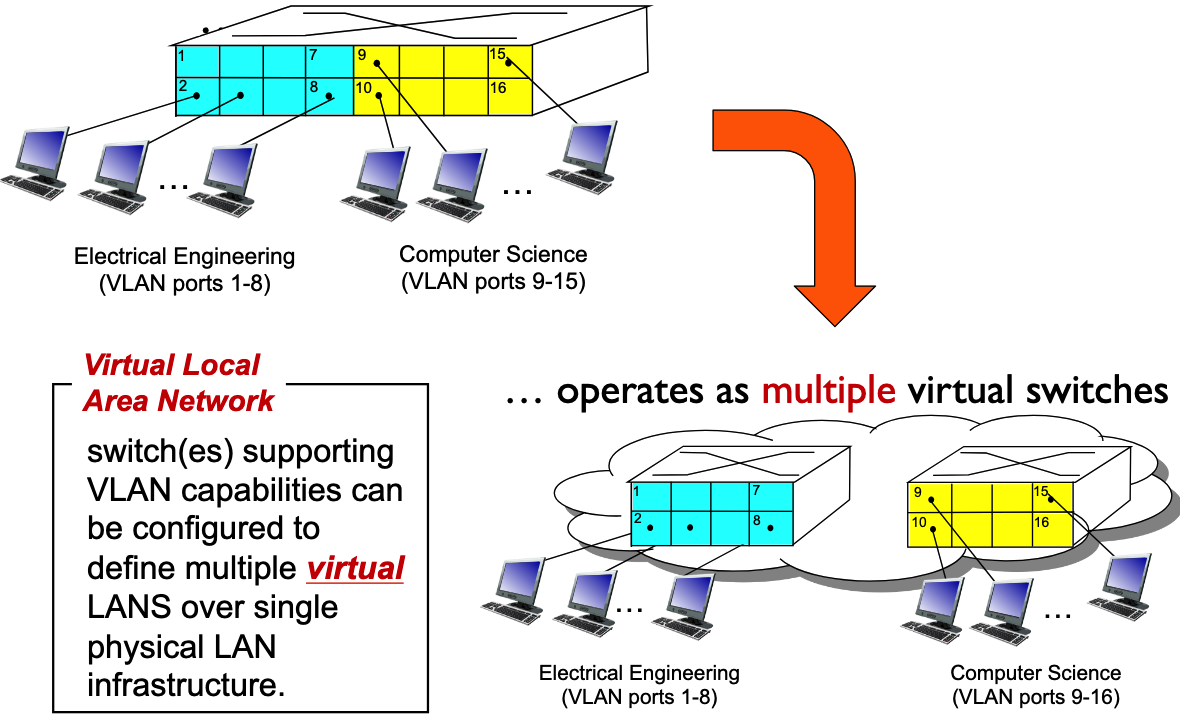 1 7 9 15
2 8 10 16
... ...
Electrical Engineering
(VLAN ports 1-8)
Computer Science
(VLAN ports 9-15)
Virtual Local
Area Network
switch(es) supporting
VLAN capabilities can
be configured to
define multiple virtual
LANS over single
physical LAN
infrastructure.
… operates as multiple virtual switches
1 7
2 8
9 15
10 16
... ...
Electrical Engineering
(VLAN ports 1-8)
Computer Science
(VLAN ports 9-16)